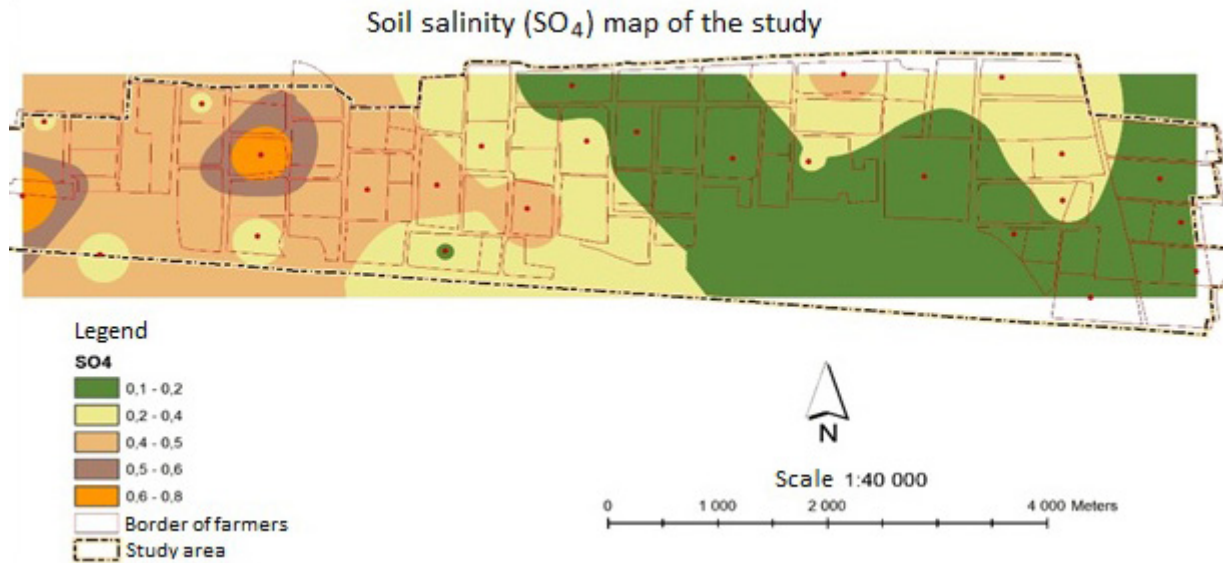 Soil salinity (SO₄) map of the study
Legend
SO4
0,1 - 0,2
0,2 - 0,4
0,4 - 0,5
0,5 - 0,6
0,6 - 0,8
Border of farmers
Study area
N
Scale 1:40 000
0 1 000 2 000 4 000 Meters